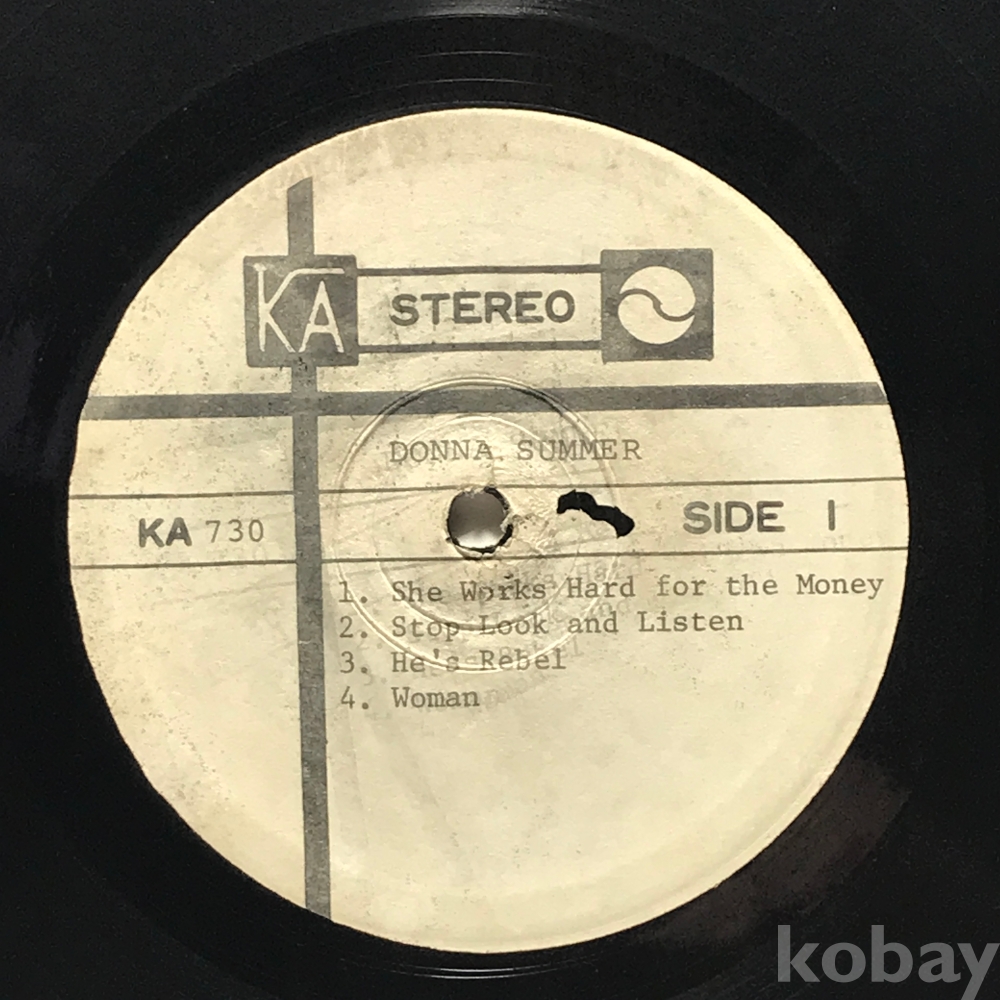 KA STEREO
DONNA SUMMER
KA 730 SIDE 1
1. She Works Hard for the Money
2. Stop Look and Listen
3. He's Rebel
4. Woman
kobay